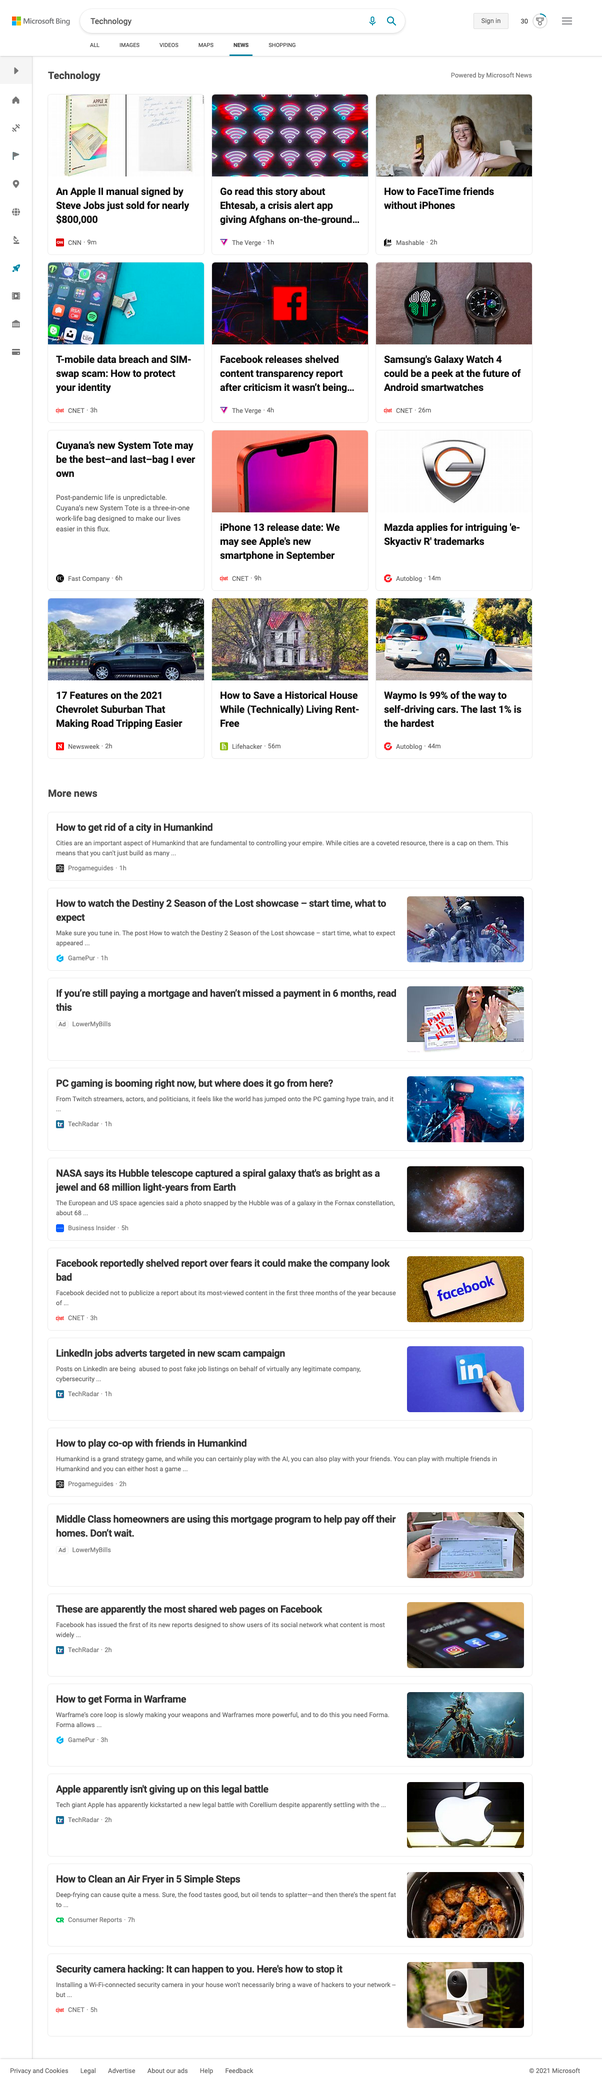 Microsoft Bing
Technology
Sign in
30
ALL
IMAGES
VIDEOS
MAPS
NEWS
SHOPPING
Technology
Powered by Microsoft News
APPLE II
An Apple II manual signed by
Steve Jobs just sold for nearly
$800,000
CNN · 9m
Go read this story about
Ehtesab, a crisis alert app
giving Afghans on-the-ground...
The Verge · 1h
How to FaceTime friends
without iPhones
Mashable · 2h
T-mobile data breach and SIM-
swap scam: How to protect
your identity
CNET · 3h
Facebook releases shelved
content transparency report
after criticism it wasn't being...
The Verge · 4h
Samsung's Galaxy Watch 4
could be a peek at the future of
Android smartwatches
CNET · 26m
Cuyana's new System Tote may
be the best–and last–bag I ever
own
Post-pandemic life is unpredictable.
Cuyana's new System Tote is a three-in-one
work-life bag designed to make our lives
easier in this flux.
Fast Company · 6h
iPhone 13 release date: We
may see Apple's new
smartphone in September
CNET · 9h
Mazda applies for intriguing 'e-
Skyactiv R' trademarks
Autoblog · 14m
17 Features on the 2021
Chevrolet Suburban That
Making Road Tripping Easier
Newsweek · 2h
How to Save a Historical House
While (Technically) Living Rent-
Free
Lifehacker · 56m
Waymo Is 99% of the way to
self-driving cars. The last 1% is
the hardest
Autoblog · 44m
More news
How to get rid of a city in Humankind
Cities are an important aspect of Humankind that are fundamental to controlling your empire. While cities are a coveted resource, there is a cap on them. This
means that you can't just build as many ...
Progameguides · 1h
How to watch the Destiny 2 Season of the Lost showcase – start time, what to
expect
Make sure you tune in. The post How to watch the Destiny 2 Season of the Lost showcase – start time, what to expect
appeared ...
GamePur · 1h
If you're still paying a mortgage and haven't missed a payment in 6 months, read
this
Ad LowerMyBills
PAID
IN
FULL
PC gaming is booming right now, but where does it go from here?
From Twitch streamers, actors, and politicians, it feels like the world has jumped onto the PC gaming hype train, and it
...
TechRadar · 1h
NASA says its Hubble telescope captured a spiral galaxy that's as bright as a
jewel and 68 million light-years from Earth
The European and US space agencies said a photo snapped by the Hubble was of a galaxy in the Fornax constellation,
about 68 ...
Business Insider · 5h
Facebook reportedly shelved report over fears it could make the company look
bad
Facebook decided not to publicize a report about its most-viewed content in the first three months of the year because
of ...
CNET · 3h
facebook
LinkedIn jobs adverts targeted in new scam campaign
Posts on LinkedIn are being abused to post fake job listings on behalf of virtually any legitimate company,
cybersecurity ...
TechRadar · 1h
in
How to play co-op with friends in Humankind
Humankind is a grand strategy game, and while you can certainly play with the AI, you can also play with your friends. You can play with multiple friends in
Humankind and you can either host a game ...
Progameguides · 2h
Middle Class homeowners are using this mortgage program to help pay off their
homes. Don't wait.
Ad LowerMyBills
These are apparently the most shared web pages on Facebook
Facebook has issued the first of its new reports designed to show users of its social network what content is most
widely ...
TechRadar · 2h
Social media
How to get Forma in Warframe
Warframe's core loop is slowly making your weapons and Warframes more powerful, and to do this you need Forma.
Forma allows ...
GamePur · 3h
Apple apparently isn't giving up on this legal battle
Tech giant Apple has apparently kickstarted a new legal battle with Corellium despite apparently settling with the ...
TechRadar · 2h
How to Clean an Air Fryer in 5 Simple Steps
Deep-frying can cause quite a mess. Sure, the food tastes good, but oil tends to splatter—and then there's the spent fat
to ...
Consumer Reports · 7h
Security camera hacking: It can happen to you. Here's how to stop it
Installing a Wi-Fi-connected security camera in your house won't necessarily bring a wave of hackers to your network –
but ...
CNET · 5h
Privacy and Cookies
Legal
Advertise
About our ads
Help
Feedback
© 2021 Microsoft